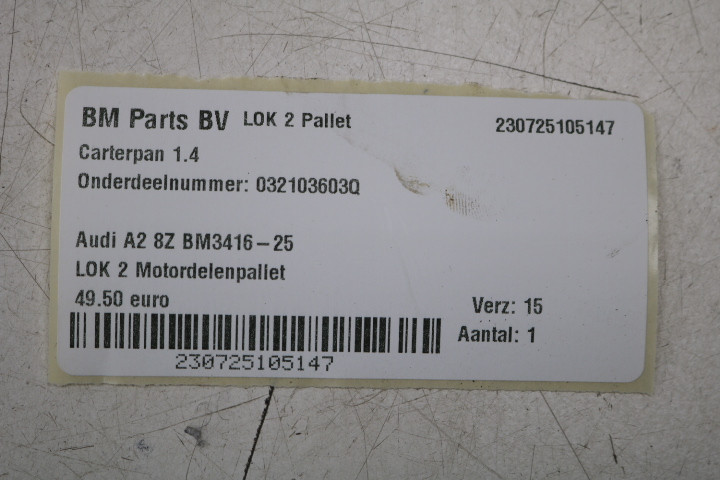 BM Parts BV LOK 2 Pallet 230725105147
Carterpan 1.4
Onderdeelnummer: 032103603Q
Audi A2 8Z BM3416-25
LOK 2 Motordelenpallet
49.50 euro Verz: 15
Aantal: 1
230725105147